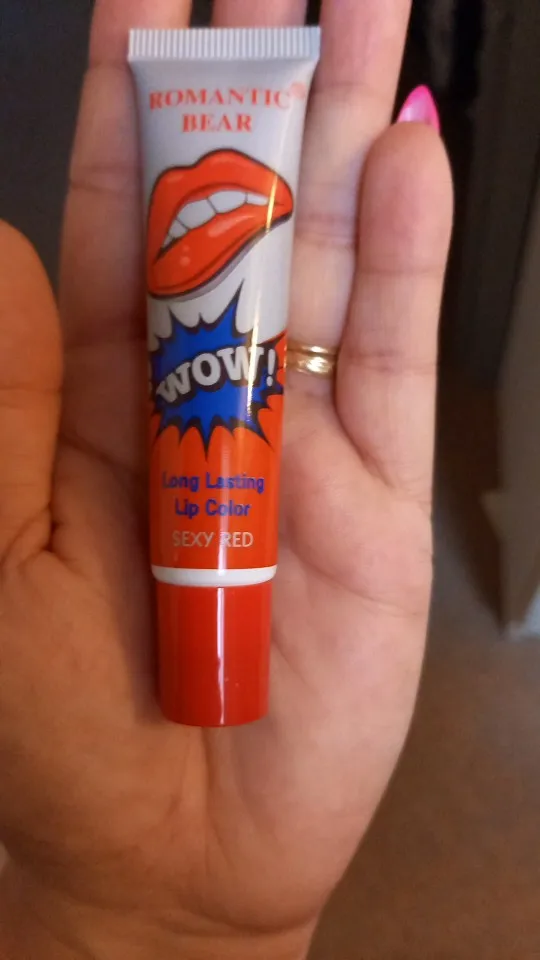 ROMANTIC®
BEAR
WOW!
Long Lasting
Lip Color
SEXY RED